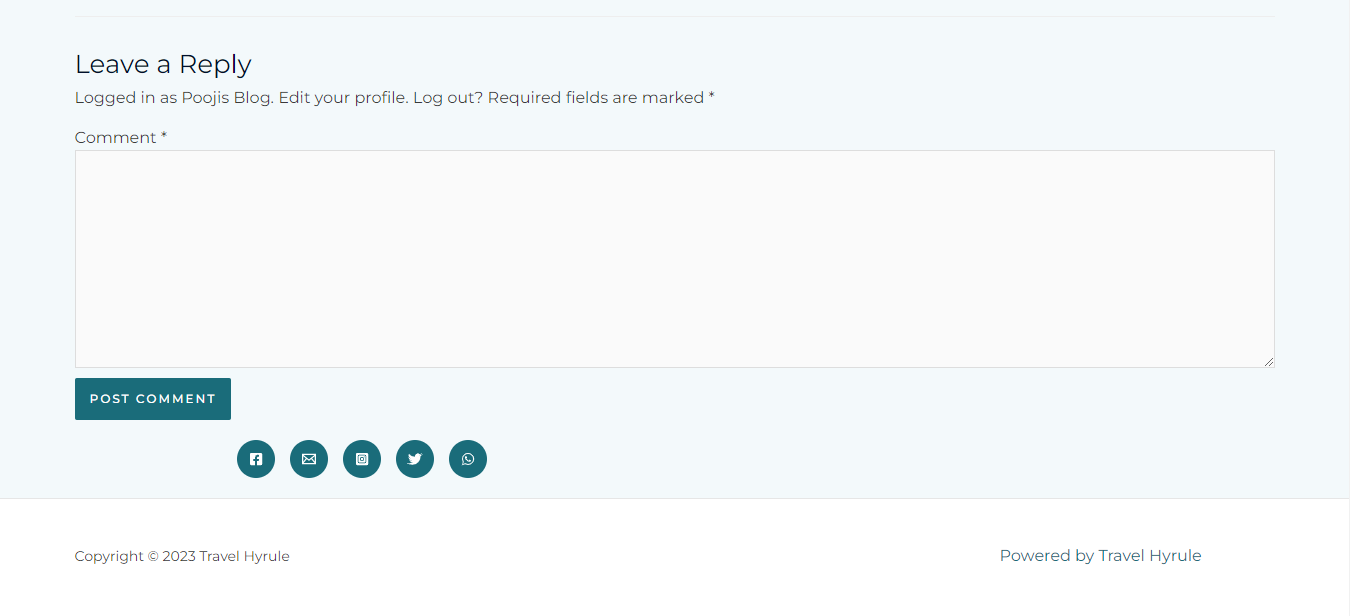 Leave a Reply
Logged in as Poojis Blog. Edit your profile. Log out? Required fields are marked *
Comment *
POST COMMENT
Copyright © 2023 Travel Hyrule
Powered by Travel Hyrule